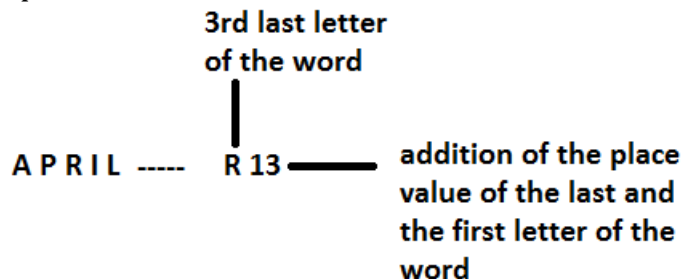 3rd last letter
of the word
A P R I L ----- R 13
addition of the place
value of the last and
the first letter of the
word